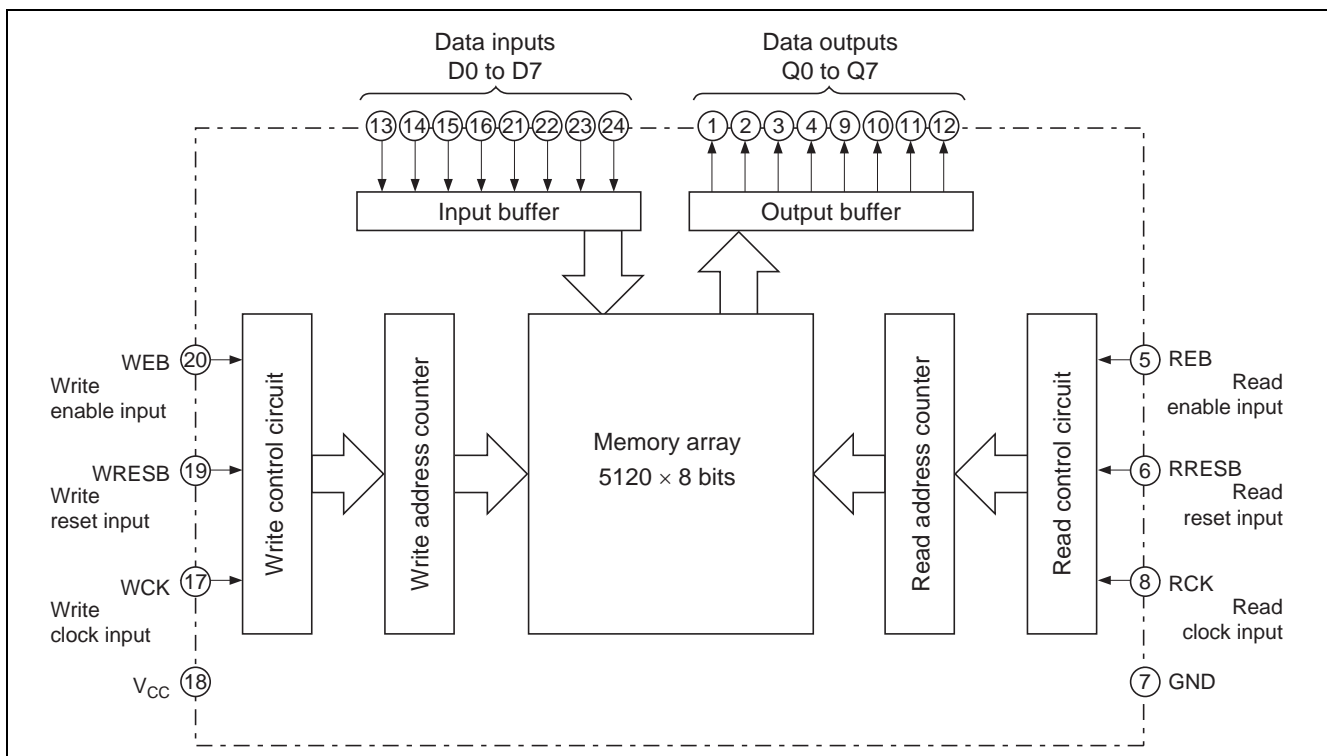 Data inputs
D0 to D7
Data outputs
Q0 to Q7
13 14 15 16 21 22 23 24
1 2 3 4 9 10 11 12
Input buffer
Output buffer
WEB 20
Write
enable input
WRESB 19
Write
reset input
WCK 17
Write
clock input
VCC 18
Write control circuit
Write address counter
Memory array
5120 × 8 bits
Read address counter
Read control circuit
5 REB
Read
enable input
6 RRESB
Read
reset input
8 RCK
Read
clock input
7 GND